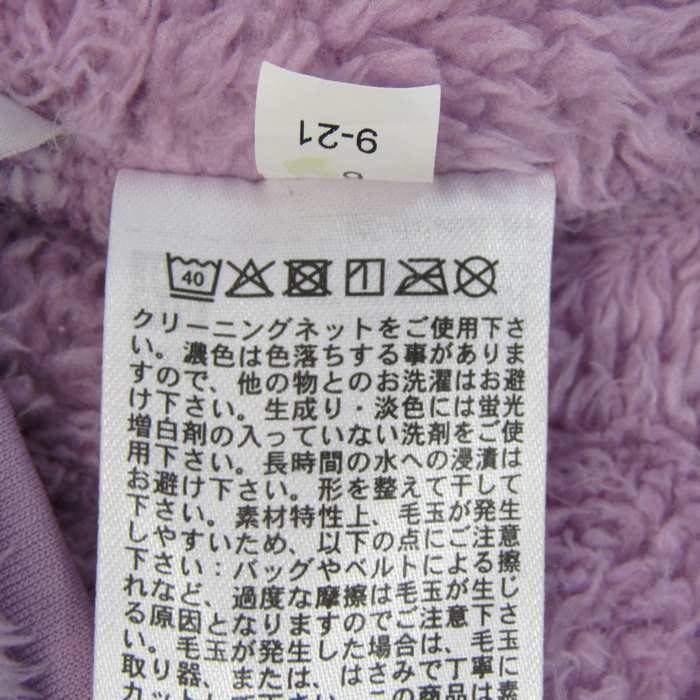 9-21
40
クリーニングネットをご使用下さ
い。濃色は色落ちする事がありま
すので、他の物とのお洗濯はお避
け下さい。生成り・淡色には蛍光
増白剤の入っていない洗剤をご使
用下さい。長時間の水への浸漬は
お避け下さい。形を整えて干して
下さい。素材特性上、毛玉が発生
しやすいため、以下の点にご注意
下さい：バッグやベルトによる擦
れなど、過度な摩擦は毛玉が生じ
る原因となりますのでご注意下さ
い。毛玉が発生した場合は、毛玉
取り器、または、はさみで丁寧に
カットし　　　　　この商品は